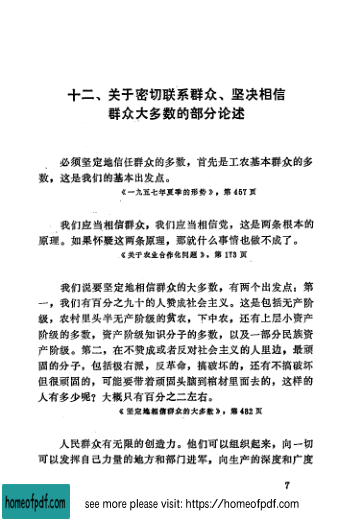 十二、关于密切联系群众、坚决相信
群众大多数的部分论述
必须坚定地信任群众的多数，首先是工农基本群众的多
数，这是我们的基本出发点。
《一九五七年夏季的形势》，第457页
我们应当相信群众，我们应当相信党，这是两条根本的
原理。如果怀疑这两条原理，那就什么事情也做不成了。
《关于农业合作化问题》，第173页
我们说要坚定地相信群众的大多数，有两个出发点：第
一，我们有百分之九十的人赞成社会主义。这是包括无产阶
级，农村里头半无产阶级的贫农，下中农，还有上层小资产
阶级的多数，资产阶级知识分子的多数，以及一部分民族资
产阶级。第二，在不赞成或者反对社会主义的人里边，最顽
固的分子，包括极右派，反革命，搞破坏的，还有不搞破坏
但很顽固的，可能要带着顽固头脑到棺材里面去的，这样的
人有多少呢？大概只有百分之二左右。
《坚定地相信群众的大多数》，第482页
人民群众有无限的创造力。他们可以组织起来，向一切
可以发挥自己力量的地方和部门进军，向生产的深度和广度
7
homeofpdf.com
see more please visit: https://homeofpdf.com